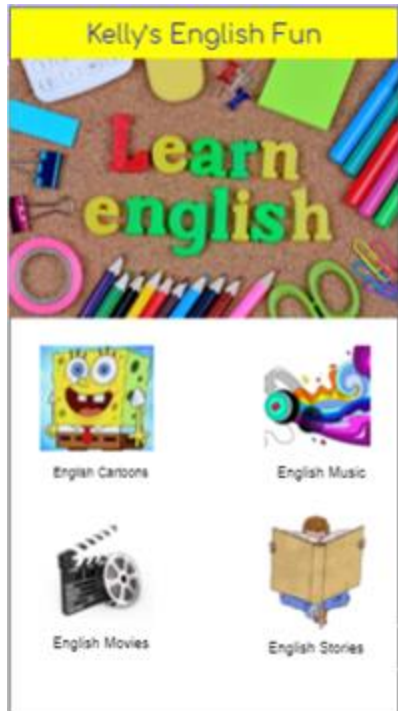 Kelly's English Fun
Learn
english
English Cartoons
English Music
English Movies
English Stories